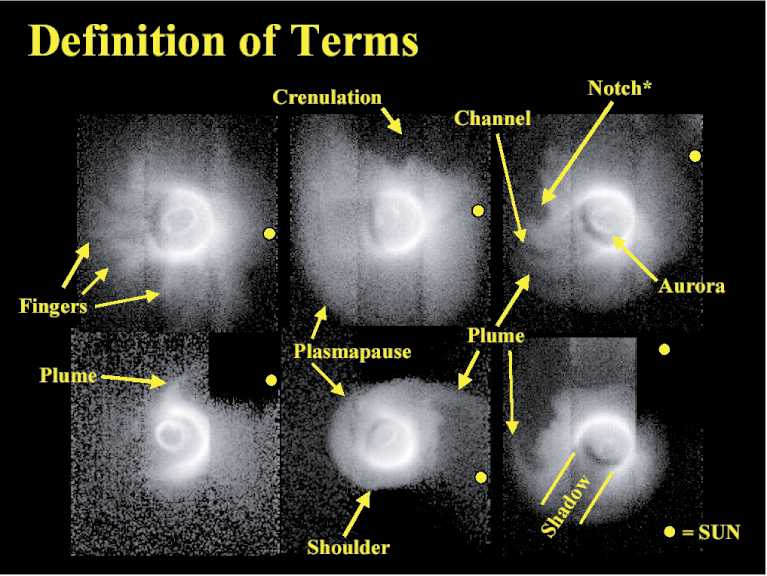 Definition of Terms
Notch*
Crenulation
Channel
Aurora
Fingers
Plume
Plasmapause
Plume
Shadow
= SUN
Shoulder